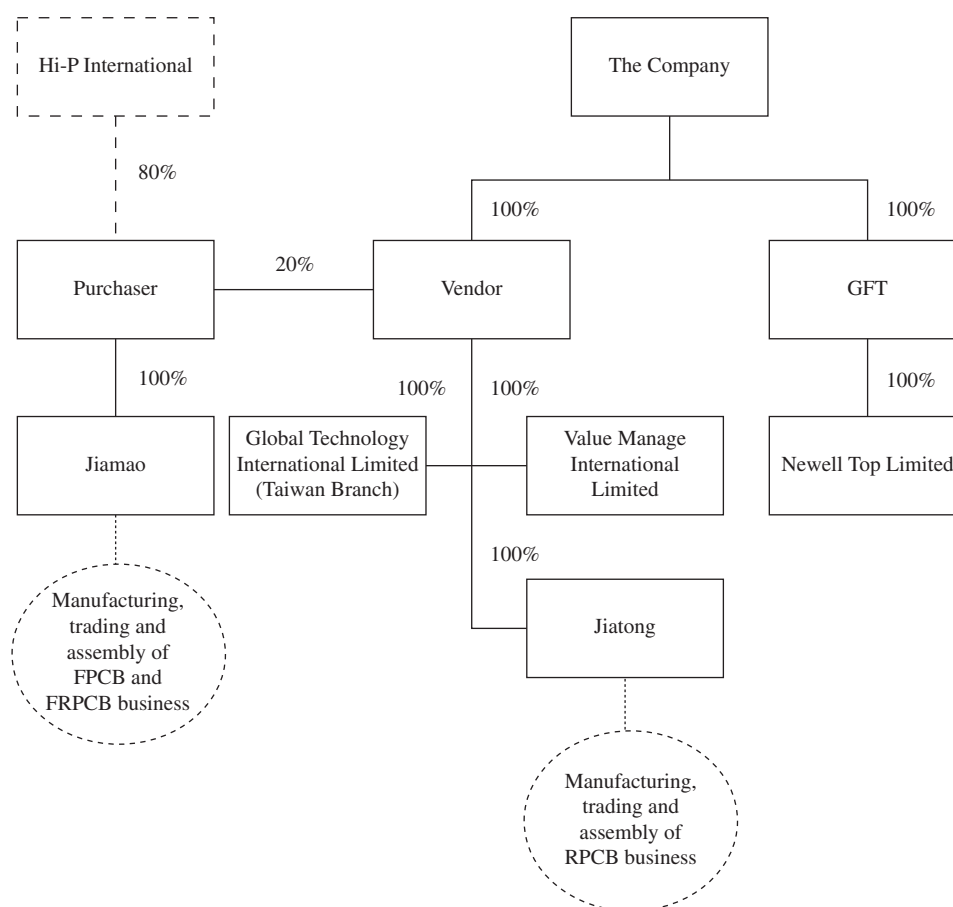 Hi-P International
The Company
80%
100%
100%
Purchaser
20%
Vendor
GFT
100%
100%
100%
100%
Jiamao
Global Technology
International Limited
(Taiwan Branch)
Value Manage
International
Limited
Newell Top Limited
100%
Manufacturing,
trading and
assembly of
FPCB and
FRPCB business
Jiatong
Manufacturing,
trading and
assembly of
RPCB business